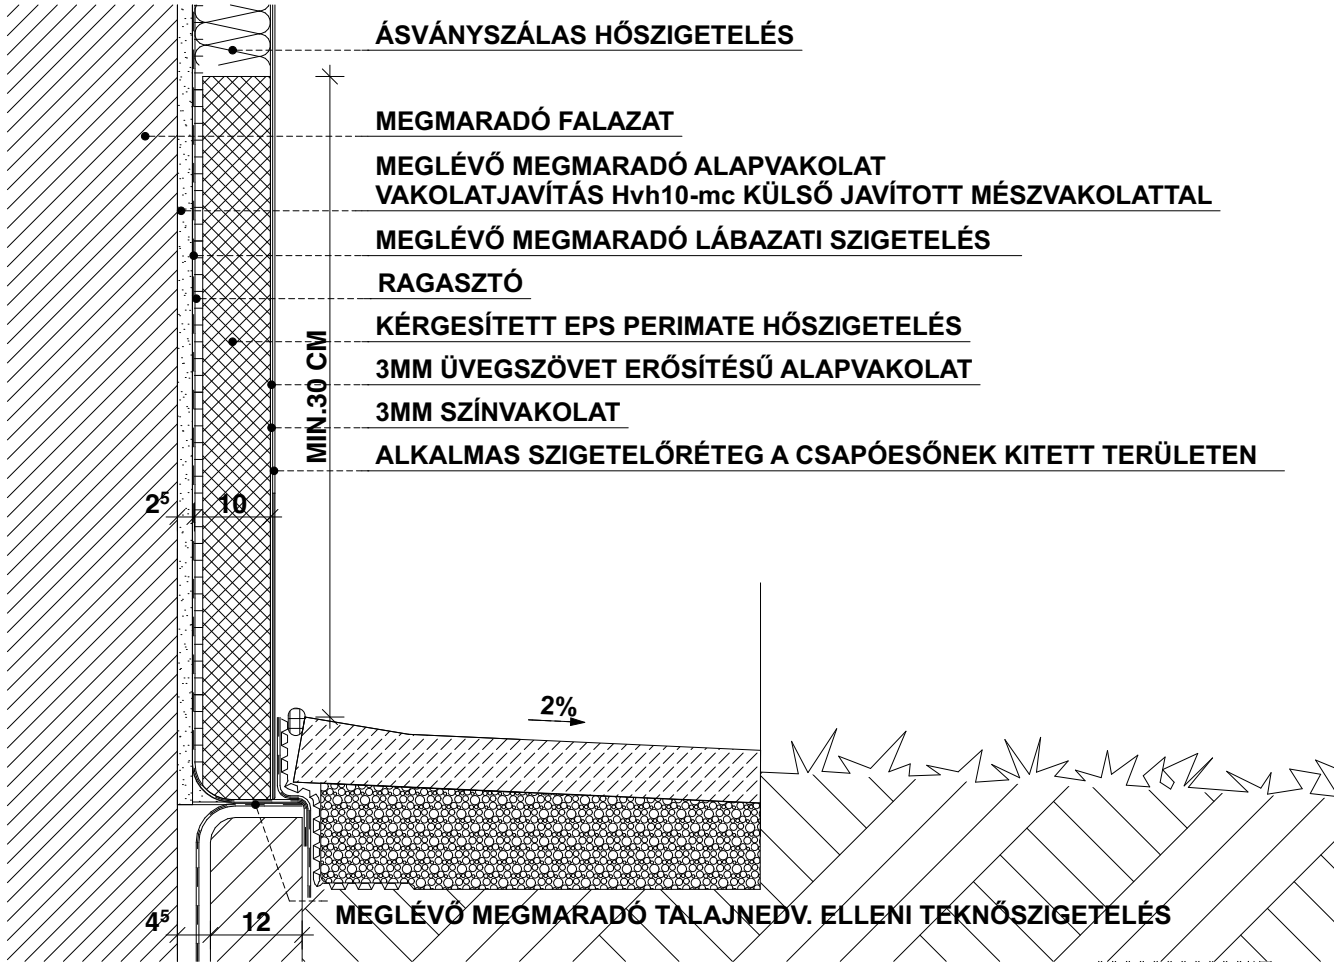 ÁSVÁNYSZÁLAS HŐSZIGETELÉS
MEGMARADÓ FALAZAT
MEGLÉVŐ MEGMARADÓ ALAPVAKOLAT
VAKOLATJAVÍTÁS Hvh10-mc KÜLSŐ JAVÍTOTT MÉSZVAKOLATTAL
MEGLÉVŐ MEGMARADÓ LÁBAZATI SZIGETELÉS
RAGASZTÓ
KÉRGESÍTETT EPS PERIMATE HŐSZIGETELÉS
3MM ÜVEGSZÖVET ERŐSÍTÉSŰ ALAPVAKOLAT
3MM SZÍNVAKOLAT
ALKALMAS SZIGETELŐRÉTEG A CSAPÓESŐNEK KITETT TERÜLETEN
MIN.30 CM
2⁵ 10
2%
MEGLÉVŐ MEGMARADÓ TALAJNEDV. ELLENI TEKNŐSZIGETELÉS
4⁵ 12